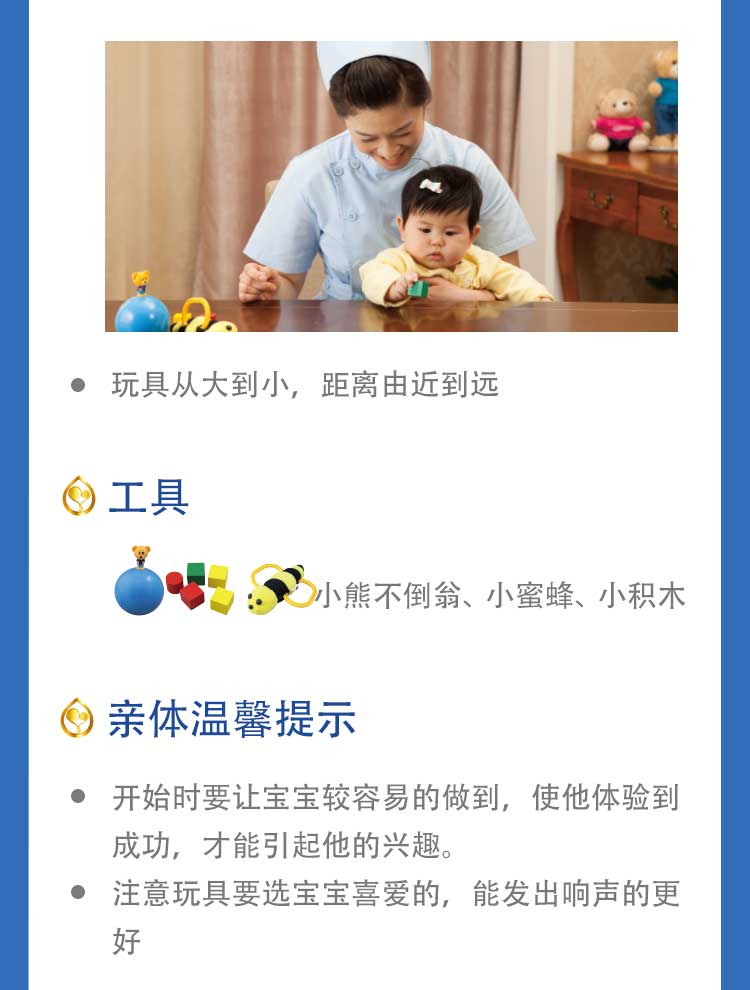 玩具从大到小，距离由近到远
工具
小熊不倒翁、小蜜蜂、小积木
亲体温馨提示
开始时要让宝宝较容易的做到，使他体验到
成功，才能引起他的兴趣。
注意玩具要选宝宝喜爱的，能发出响声的更
好